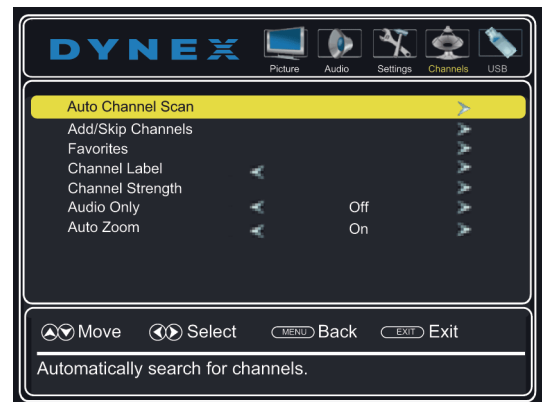 DYNEX
Picture Audio Settings Channels USB
Auto Channel Scan
Add/Skip Channels
Favorites
Channel Label
Channel Strength
Audio Only Off
Auto Zoom On
Move Select MENU Back EXIT Exit
Automatically search for channels.